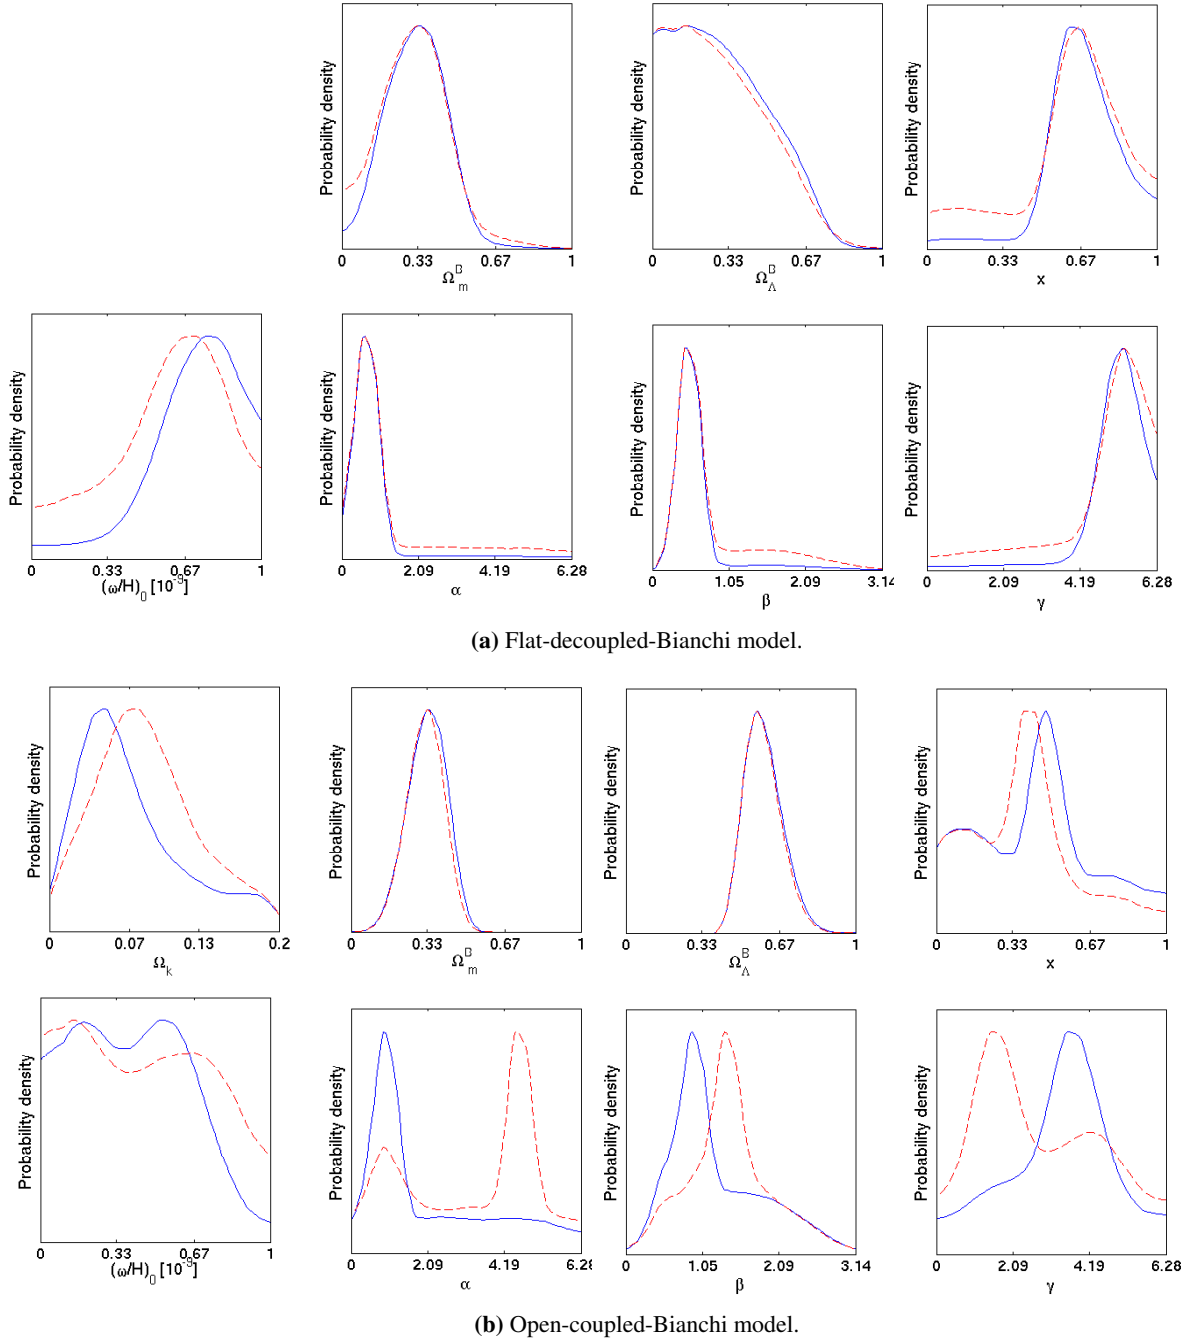 Probability density
0 0.33 0.67 1
Ω_m^B
Probability density
0 0.33 0.67 1
Ω_Λ^B
Probability density
0 0.33 0.67 1
x
Probability density
0 0.33 0.67 1
(ω/H)_0 [10^-9]
Probability density
0 2.09 4.19 6.28
α
Probability density
0 1.05 2.09 3.14
β
Probability density
0 2.09 4.19 6.28
γ
(a) Flat-decoupled-Bianchi model.
Probability density
0 0.07 0.13 0.2
Ω_k
Probability density
0 0.33 0.67 1
Ω_m^B
Probability density
0 0.33 0.67 1
Ω_Λ^B
Probability density
0 0.33 0.67 1
x
Probability density
0 0.33 0.67 1
(ω/H)_0 [10^-9]
Probability density
0 2.09 4.19 6.28
α
Probability density
0 1.05 2.09 3.14
β
Probability density
0 2.09 4.19 6.28
γ
(b) Open-coupled-Bianchi model.